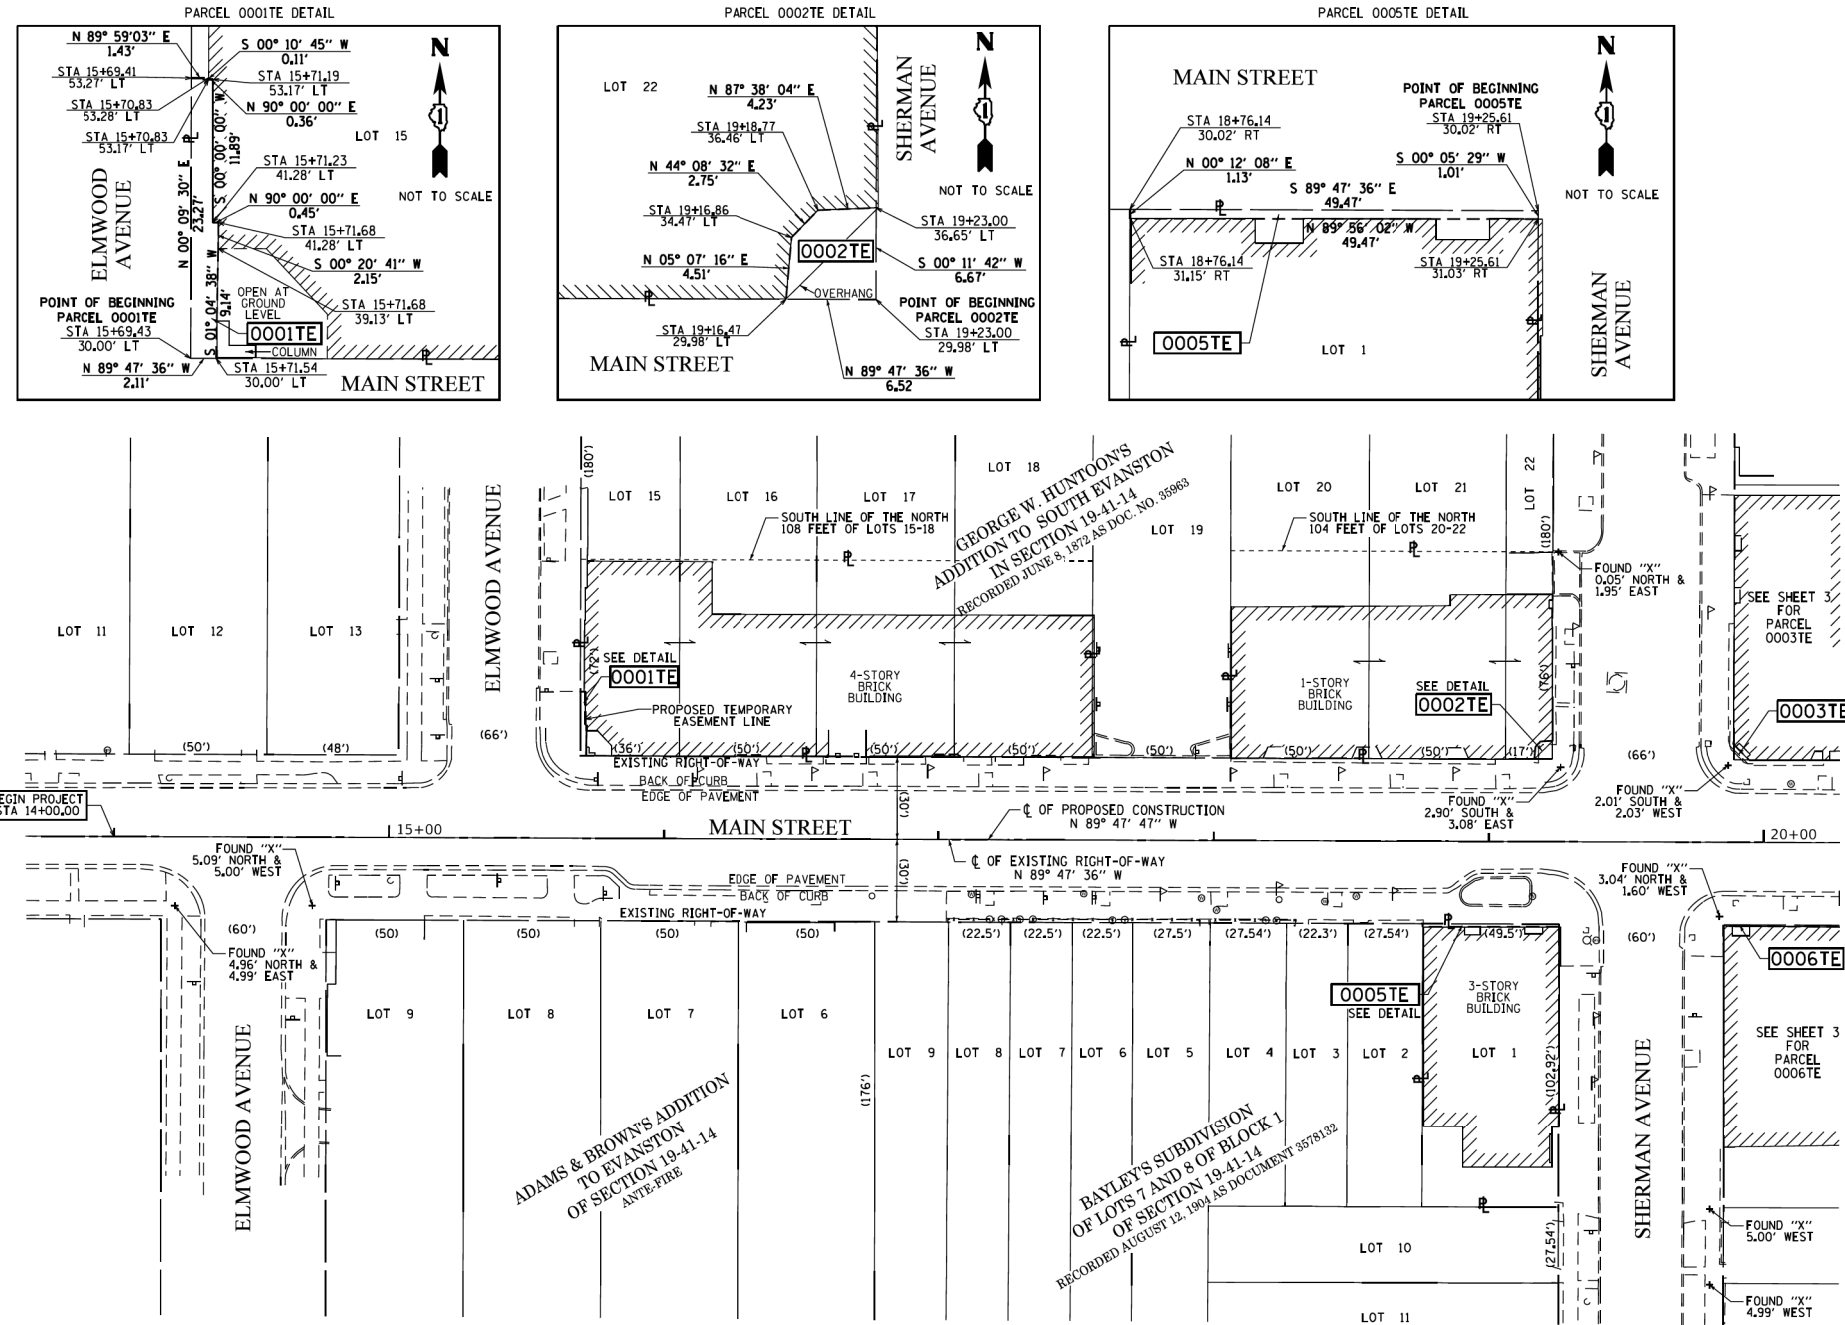 PARCEL 0001TE DETAIL
N 89° 59'03" E
1.43'
S 00° 10' 45" W
0.11'
STA 15+69.41
53.27' LT
STA 15+71.19
53.17' LT
STA 15+70.83
53.28' LT
N 90° 00' 00" E
0.36'
STA 15+70.83
53.17' LT
LOT 15
N
1
NOT TO SCALE
S 00° 00' 00" W
11.89'
STA 15+71.23
41.28' LT
N 90° 00' 00" E
0.45'
STA 15+71.68
41.28' LT
S 00° 20' 41" W
2.15'
STA 15+71.68
39.13' LT
ELMWOOD
AVENUE
N 00° 09' 30" E
23.27'
S 01° 04' 38" W
9.14'
OPEN AT
GROUND
LEVEL
POINT OF BEGINNING
PARCEL 0001TE
STA 15+69.43
30.00' LT
0001TE
COLUMN
PL
N 89° 47' 36" W
2.11'
STA 15+71.54
30.00' LT
MAIN STREET
PARCEL 0002TE DETAIL
LOT 22
N 87° 38' 04" E
4.23'
SHERMAN
AVENUE
N
1
NOT TO SCALE
STA 19+18.77
36.46' LT
N 44° 08' 32" E
2.75'
STA 19+16.86
34.47' LT
STA 19+23.00
36.65' LT
0002TE
N 05° 07' 16" E
4.51'
S 00° 11' 42" W
6.67'
OVERHANG
POINT OF BEGINNING
PARCEL 0002TE
STA 19+23.00
29.98' LT
STA 19+16.47
29.98' LT
MAIN STREET
N 89° 47' 36" W
6.52
PARCEL 0005TE DETAIL
MAIN STREET
N
1
NOT TO SCALE
POINT OF BEGINNING
PARCEL 0005TE
STA 19+25.61
30.02' RT
STA 18+76.14
30.02' RT
N 00° 12' 08" E
1.13'
S 00° 05' 29" W
1.01'
S 89° 47' 36" E
49.47'
N 89° 56' 02" W
49.47'
STA 18+76.14
31.15' RT
STA 19+25.61
31.03' RT
0005TE
LOT 1
SHERMAN
AVENUE
LOT 11
LOT 12
LOT 13
(50')
(48')
ELMWOOD AVENUE
(66')
(180')
LOT 15
LOT 16
LOT 17
LOT 18
SOUTH LINE OF THE NORTH
108 FEET OF LOTS 15-18
GEORGE W. HUNTOON'S
ADDITION TO SOUTH EVANSTON
IN SECTION 19-41-14
RECORDED JUNE 8, 1872 AS DOC. NO. 35963
LOT 19
LOT 20
LOT 21
LOT 22
(180')
SOUTH LINE OF THE NORTH
104 FEET OF LOTS 20-22
FOUND "X"
0.05' NORTH &
1.95' EAST
SEE SHEET 3
FOR
PARCEL
0003TE
0003TE
SEE DETAIL
0001TE
(72')
4-STORY
BRICK
BUILDING
PROPOSED TEMPORARY
EASEMENT LINE
1-STORY
BRICK
BUILDING
SEE DETAIL
0002TE
(76')
(36')
(50')
(50')
(50')
(50')
(50')
(50')
(17')
(66')
EXISTING RIGHT-OF-WAY
BACK OF CURB
EDGE OF PAVEMENT
FOUND "X"
2.90' SOUTH &
3.08' EAST
FOUND "X"
2.01' SOUTH &
2.03' WEST
EGIN PROJECT
STA 14+00.00
15+00
MAIN STREET
(30')
(30')
℄ OF PROPOSED CONSTRUCTION
N 89° 47' 47" W
20+00
℄ OF EXISTING RIGHT-OF-WAY
N 89° 47' 36" W
FOUND "X"
5.09' NORTH &
5.00' WEST
FOUND "X"
3.04' NORTH &
1.60' WEST
EDGE OF PAVEMENT
BACK OF CURB
EXISTING RIGHT-OF-WAY
(60')
FOUND "X"
4.96' NORTH &
4.99' EAST
(50)
(50)
(50)
(50)
(22.5')
(22.5')
(22.5')
(27.5')
(27.54')
(22.3')
(27.54')
(49.5')
(60')
0006TE
0005TE
SEE DETAIL
3-STORY
BRICK
BUILDING
LOT 9
LOT 8
LOT 7
LOT 6
LOT 9
LOT 8
LOT 7
LOT 6
LOT 5
LOT 4
LOT 3
LOT 2
LOT 1
(176')
(102.92')
SEE SHEET 3
FOR
PARCEL
0006TE
ELMWOOD AVENUE
ADAMS & BROWN'S ADDITION
TO EVANSTON
OF SECTION 19-41-14
ANTE-FIRE
BAYLEY'S SUBDIVISION
OF LOTS 7 AND 8 OF BLOCK 1
OF SECTION 19-41-14
RECORDED AUGUST 12, 1904 AS DOCUMENT 3578132
SHERMAN AVENUE
FOUND "X"
5.00' WEST
LOT 10
(27.54')
FOUND "X"
4.99' WEST
LOT 11